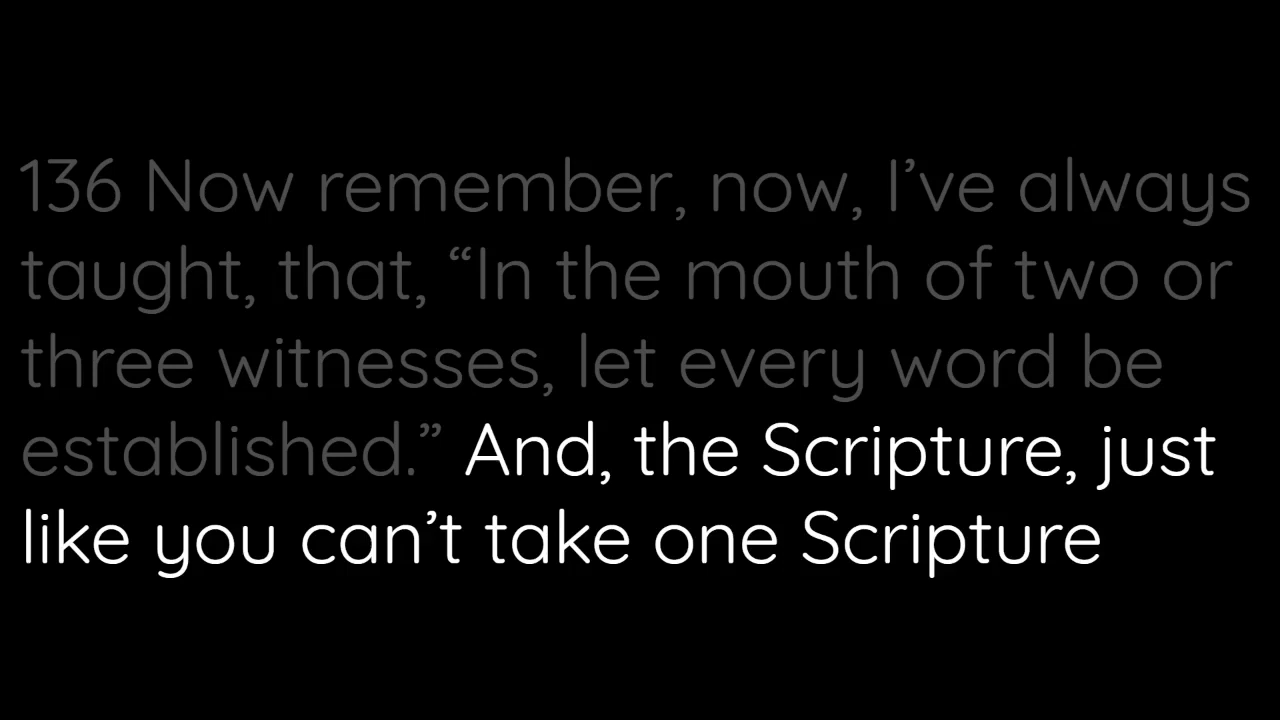 136 Now remember, now, I’ve always
taught, that, “In the mouth of two or
three witnesses, let every word be
established.” And, the Scripture, just
like you can’t take one Scripture